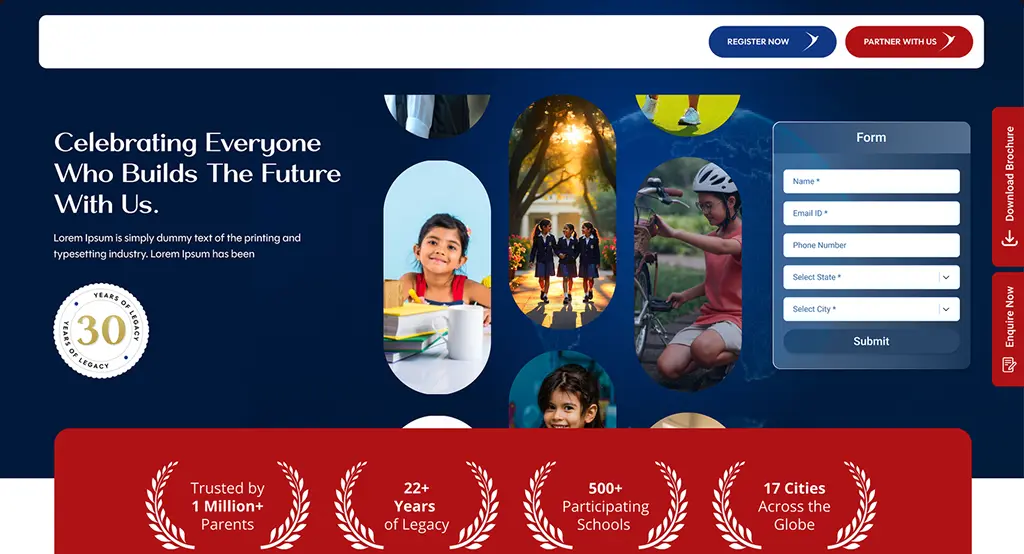 REGISTER NOW
PARTNER WITH US
Celebrating Everyone
Who Builds The Future
With Us.
Lorem Ipsum is simply dummy text of the printing and
typesetting industry. Lorem Ipsum has been
YEARS OF LEGACY
30
YEARS OF LEGACY
Form
Name *
Email ID *
Phone Number
Select State *
Select City *
Submit
Download Brochure
Enquire Now
Trusted by
1 Million+
Parents
22+
Years
of Legacy
500+
Participating
Schools
17 Cities
Across the
Globe